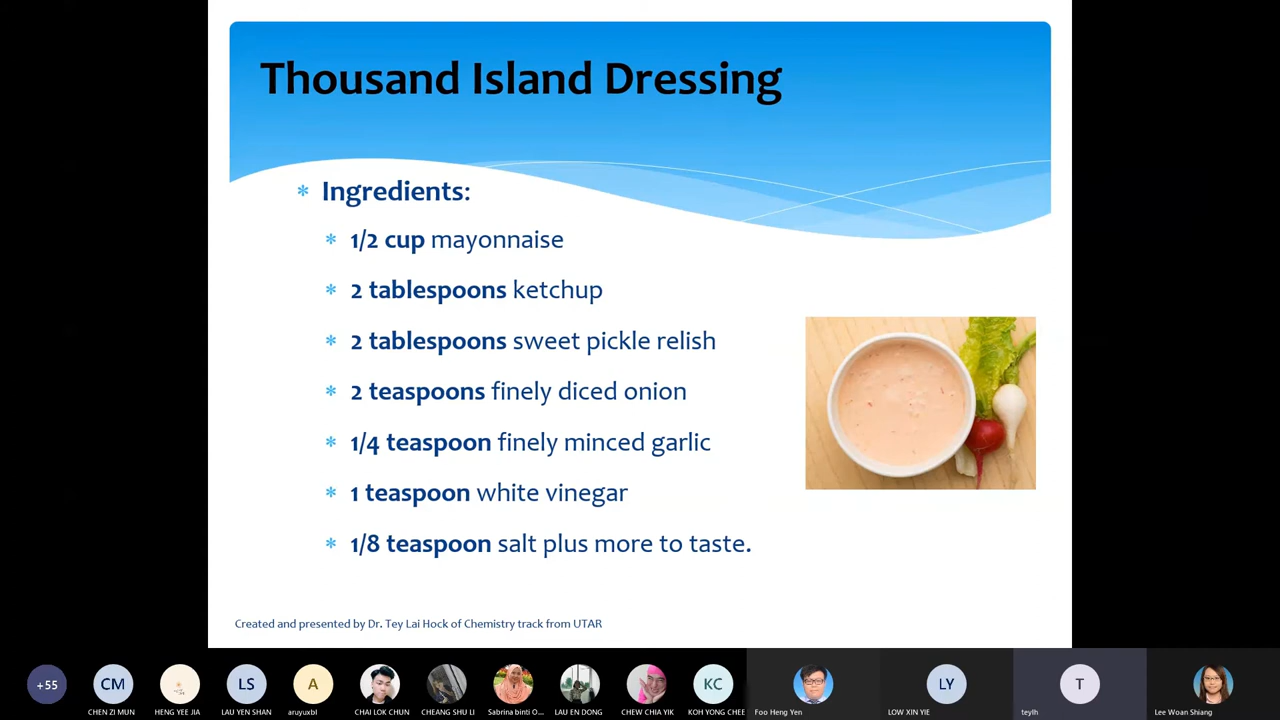 Thousand Island Dressing
* Ingredients:
* 1/2 cup mayonnaise
* 2 tablespoons ketchup
* 2 tablespoons sweet pickle relish
* 2 teaspoons finely diced onion
* 1/4 teaspoon finely minced garlic
* 1 teaspoon white vinegar
* 1/8 teaspoon salt plus more to taste.
Created and presented by Dr. Tey Lai Hock of Chemistry track from UTAR
+55 CM LS A KC LY T
CHEN ZI MUN HENG YEE JIA LAU YEN SHAN aruyuxbl CHAI LOK CHUN CHEANG SHU LI Sabrina binti O... LAU EN DONG CHEW CHIA YIK KOH YONG CHEE Foo Heng Yen LOW XIN YIE teylh Lee Woan Shiang